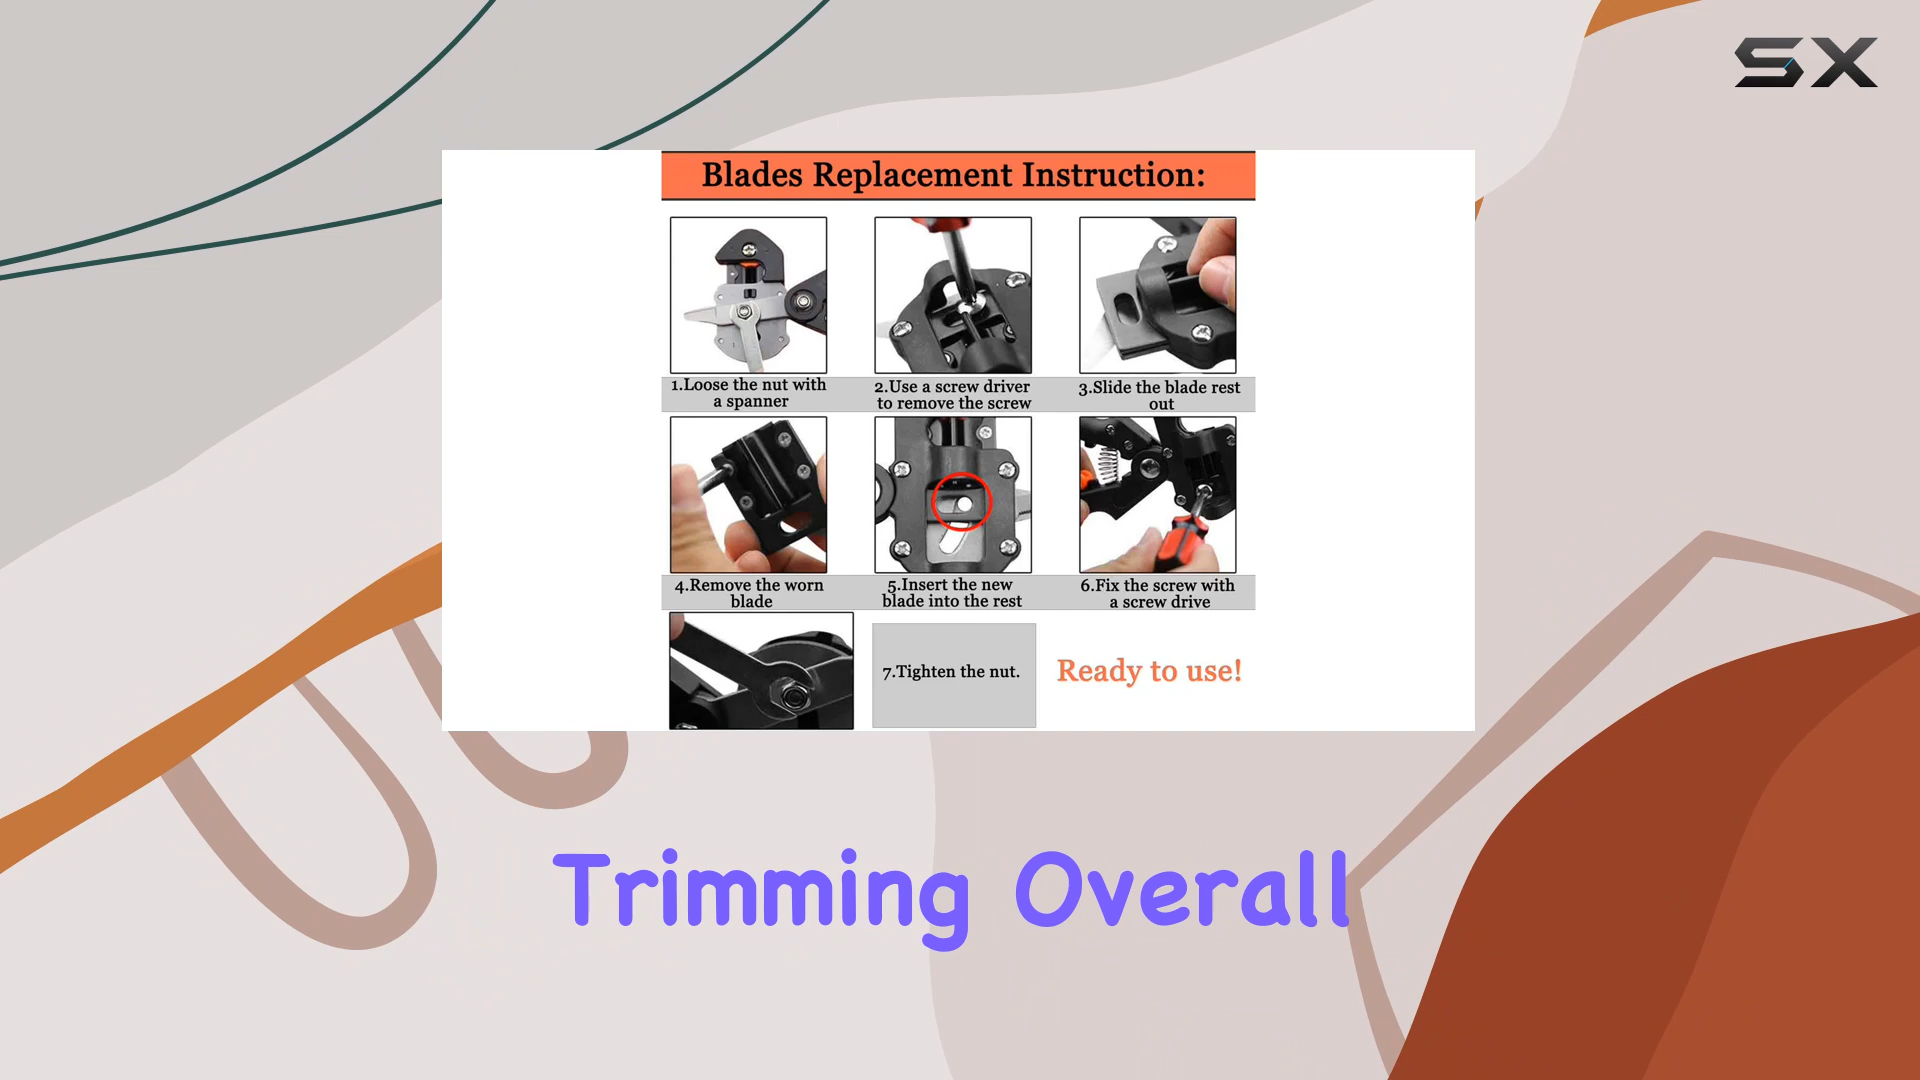 SX
Blades Replacement Instruction:
1.Loose the nut with
a spanner
2.Use a screw driver
to remove the screw
3.Slide the blade rest
out
4.Remove the worn
blade
5.Insert the new
blade into the rest
6.Fix the screw with
a screw drive
7.Tighten the nut.
Ready to use!
Trimming Overall